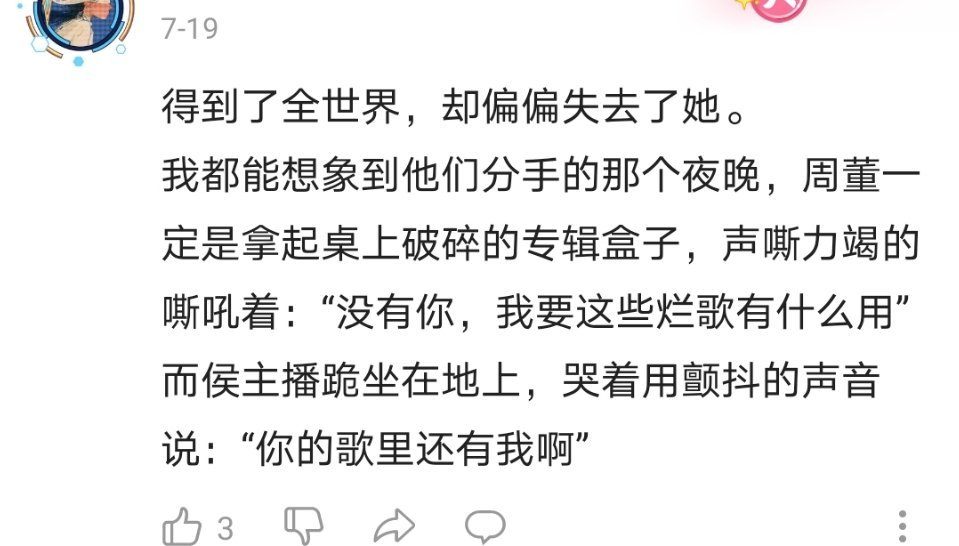 7-19
得到了全世界，却偏偏失去了她。
我都能想象到他们分手的那个夜晚，周董一
定是拿起桌上破碎的专辑盒子，声嘶力竭的
嘶吼着：“没有你，我要这些烂歌有什么用”
而侯主播跪坐在地上，哭着用颤抖的声音
说：“你的歌里还有我啊”
3